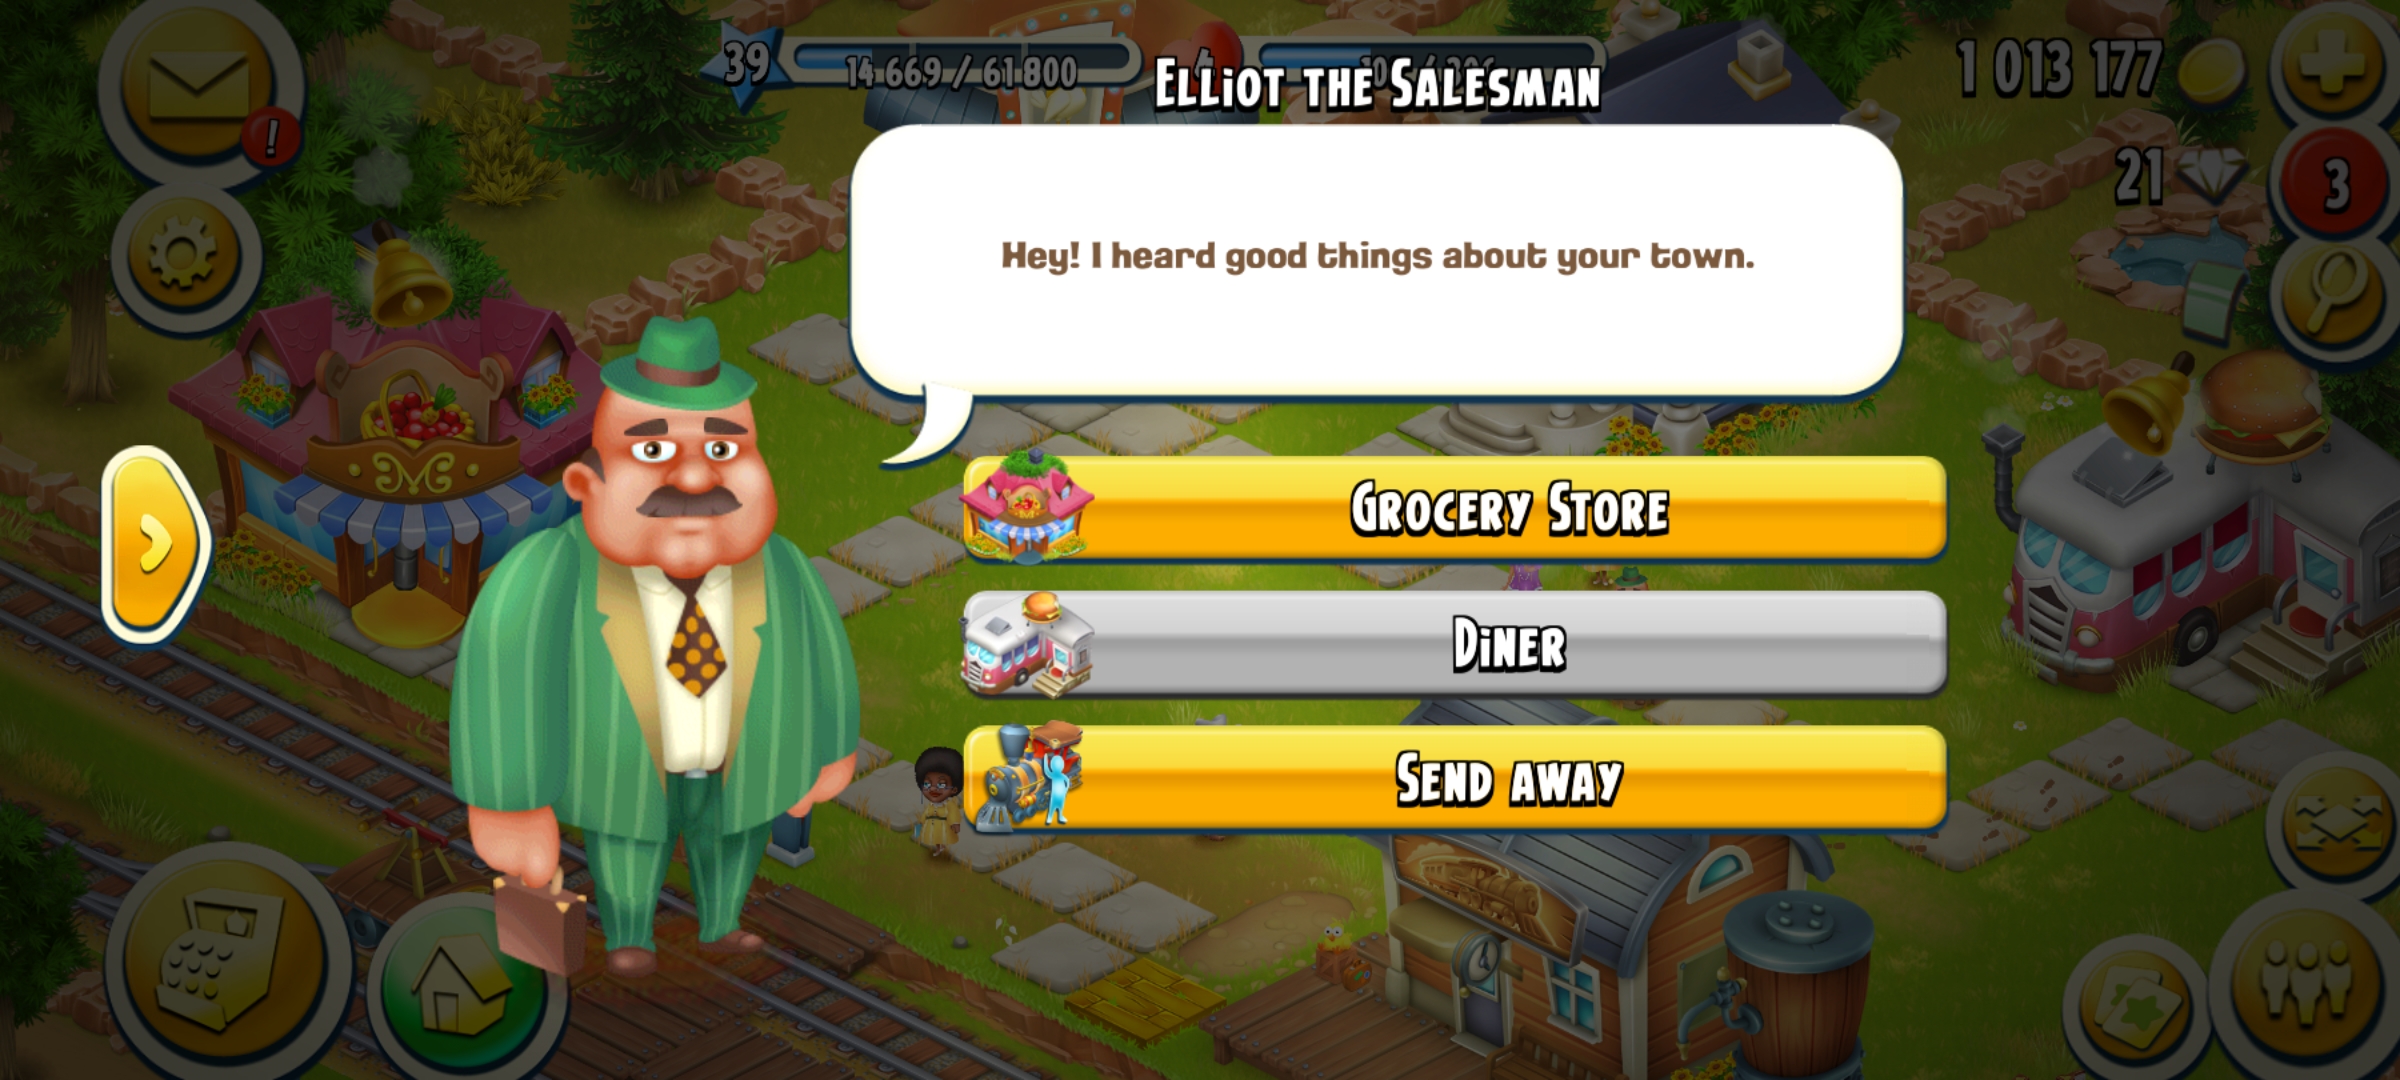 39
14 669 / 61 800
4
1 013 177
21
3
!
Elliot the Salesman
Hey! I heard good things about your town.
Grocery Store
Diner
Send away